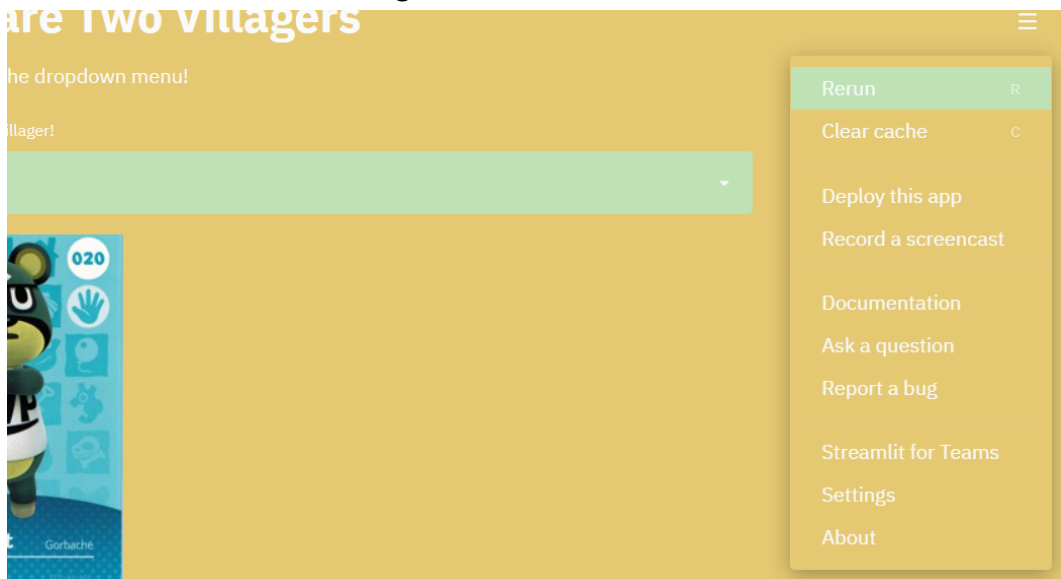 are Two Villagers
he dropdown menu!
illager!
020
Gorbaché
Rerun R
Clear cache C
Deploy this app
Record a screencast
Documentation
Ask a question
Report a bug
Streamlit for Teams
Settings
About